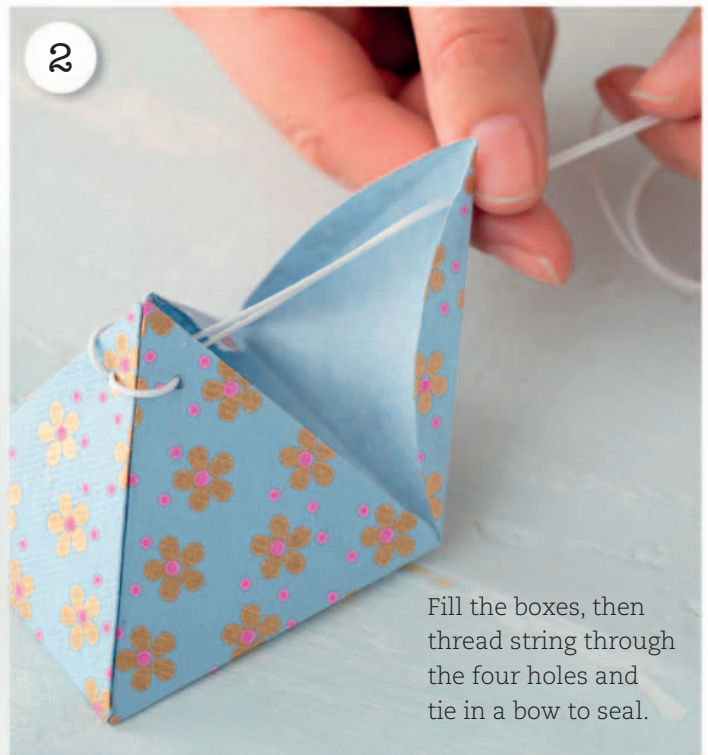 2
Fill the boxes, then
thread string through
the four holes and
tie in a bow to seal.